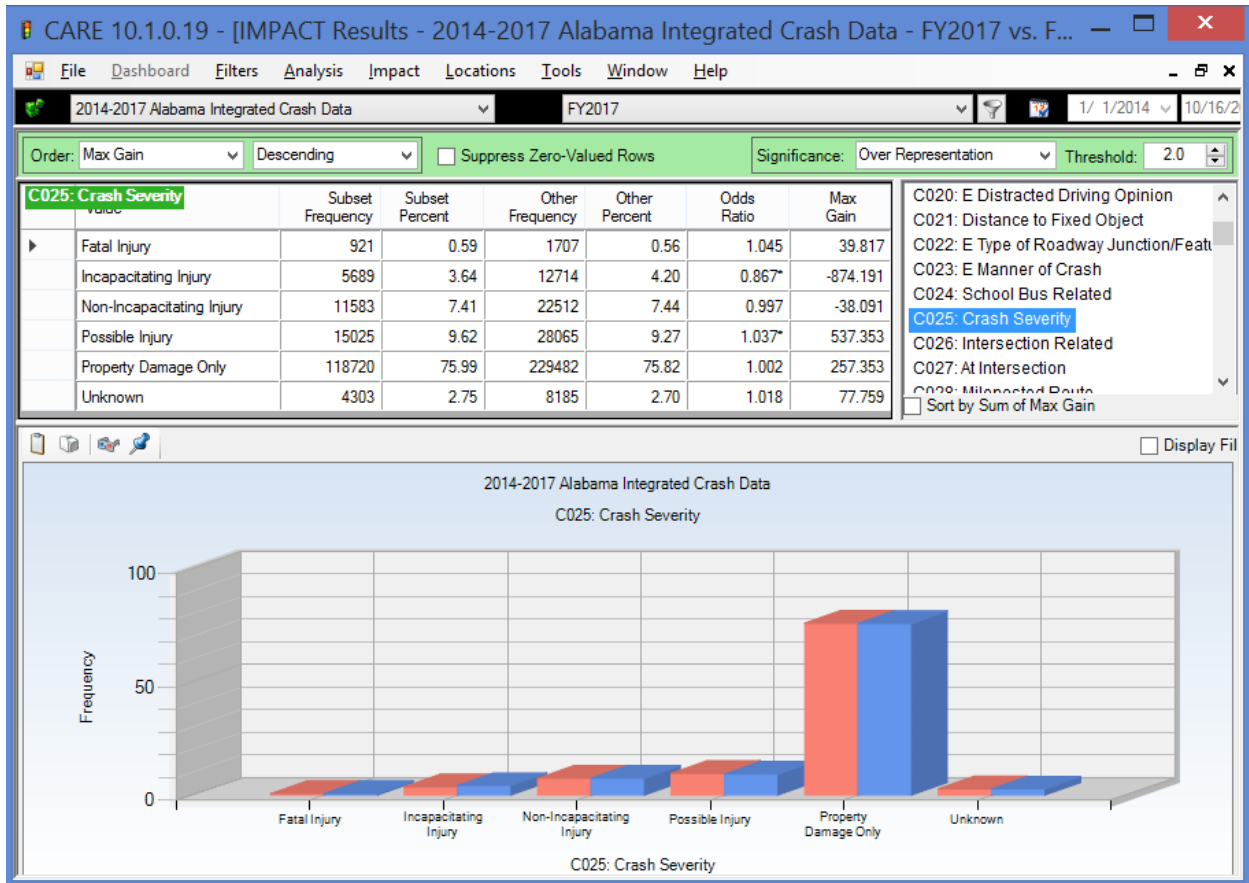 CARE 10.1.0.19 - [IMPACT Results - 2014-2017 Alabama Integrated Crash Data - FY2017 vs. F...
File Dashboard Filters Analysis Impact Locations Tools Window Help
2014-2017 Alabama Integrated Crash Data FY2017 1/ 1/2014 10/16/2
Order: Max Gain Descending Suppress Zero-Valued Rows Significance: Over Representation Threshold: 2.0
C025: Crash Severity Subset Frequency Subset Percent Other Frequency Other Percent Odds Ratio Max Gain
Fatal Injury 921 0.59 1707 0.56 1.045 39.817
Incapacitating Injury 5689 3.64 12714 4.20 0.867* -874.191
Non-Incapacitating Injury 11583 7.41 22512 7.44 0.997 -38.091
Possible Injury 15025 9.62 28065 9.27 1.037* 537.353
Property Damage Only 118720 75.99 229482 75.82 1.002 257.353
Unknown 4303 2.75 8185 2.70 1.018 77.759
C020: E Distracted Driving Opinion
C021: Distance to Fixed Object
C022: E Type of Roadway Junction/Featu
C023: E Manner of Crash
C024: School Bus Related
C025: Crash Severity
C026: Intersection Related
C027: At Intersection
C028: Mileposted Route
Sort by Sum of Max Gain
Display Fil
2014-2017 Alabama Integrated Crash Data
C025: Crash Severity
100
50
0
Frequency
Fatal Injury
Incapacitating
Injury
Non-Incapacitating
Injury
Possible Injury
Property
Damage Only
Unknown
C025: Crash Severity